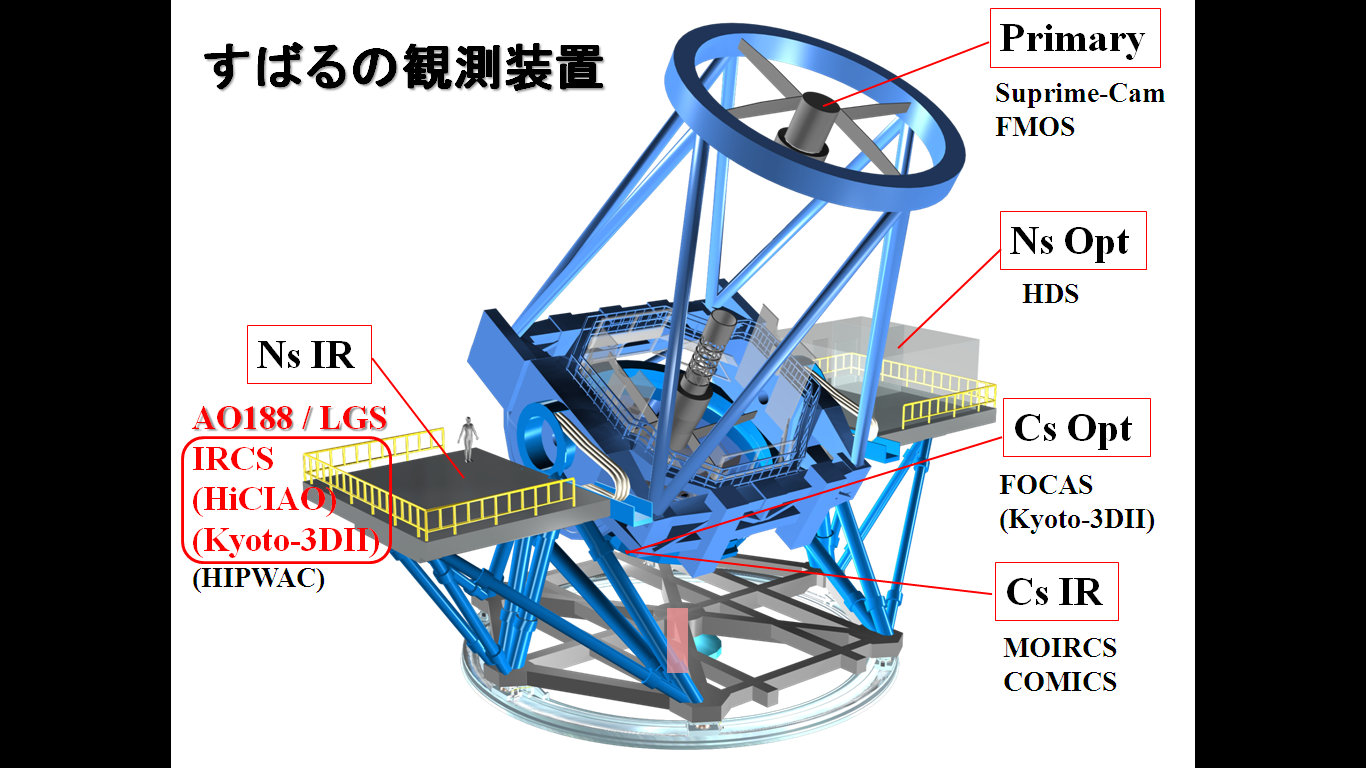 すばるの観測装置
Primary
Suprime-Cam
FMOS
Ns Opt
HDS
Ns IR
AO188 / LGS
IRCS
(HiCIAO)
(Kyoto-3DII)
(HIPWAC)
Cs Opt
FOCAS
(Kyoto-3DII)
Cs IR
MOIRCS
COMICS